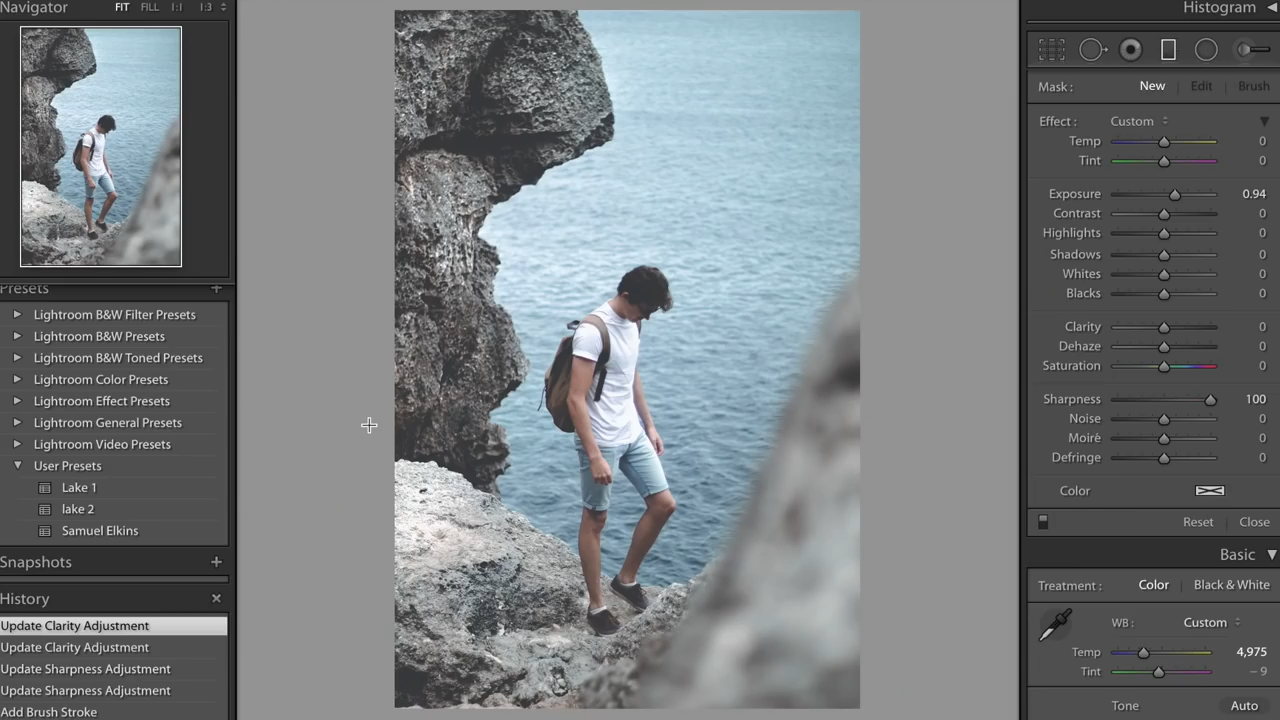 Navigator FIT FILL 1:1 1:3
Presets +
Lightroom B&W Filter Presets
Lightroom B&W Presets
Lightroom B&W Toned Presets
Lightroom Color Presets
Lightroom Effect Presets
Lightroom General Presets
Lightroom Video Presets
User Presets
Lake 1
lake 2
Samuel Elkins
Snapshots +
History ×
Update Clarity Adjustment
Update Clarity Adjustment
Update Sharpness Adjustment
Update Sharpness Adjustment
Add Brush Stroke
Histogram
Mask : New Edit Brush
Effect : Custom
Temp 0
Tint 0
Exposure 0.94
Contrast 0
Highlights 0
Shadows 0
Whites 0
Blacks 0
Clarity 0
Dehaze 0
Saturation 0
Sharpness 100
Noise 0
Moiré 0
Defringe 0
Color
Reset Close
Basic
Treatment : Color Black & White
WB : Custom
Temp 4,975
Tint – 9
Tone Auto